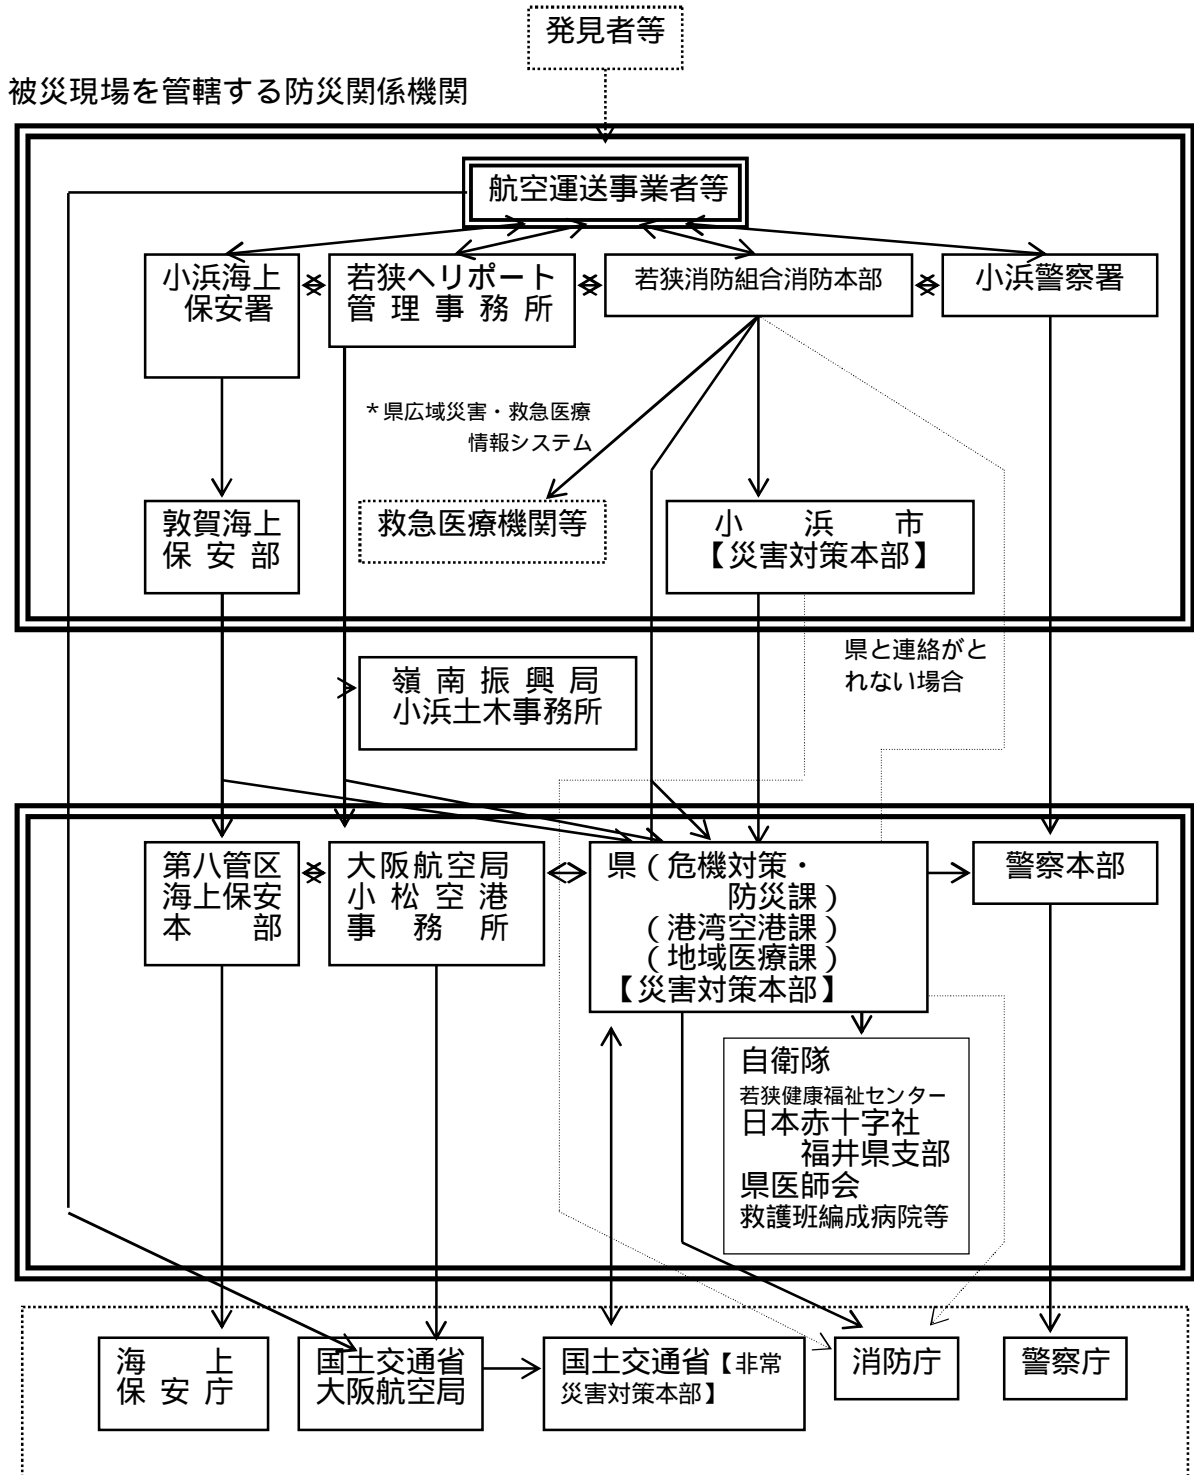 発見者等
被災現場を管轄する防災関係機関
航空運送事業者等
小浜海上
保安署
若狭ヘリポート
管 理 事 務 所
若狭消防組合消防本部
小浜警察署
*県広域災害・救急医療
情報システム
敦賀海上
保 安 部
救急医療機関等
小　　浜　　市
【災害対策本部】
県と連絡がと
れない場合
嶺 南 振 興 局
小浜土木事務所
第八管区
海上保安
本　　部
大阪航空局
小 松 空 港
事　務　所
県(危機対策・
防災課)
(港湾空港課)
(地域医療課)
【災害対策本部】
警察本部
自衛隊
若狭健康福祉センター
日本赤十字社
福井県支部
県医師会
救護班編成病院等
海　　上
保 安 庁
国土交通省
大阪航空局
国土交通省【非常
災害対策本部】
消防庁
警察庁